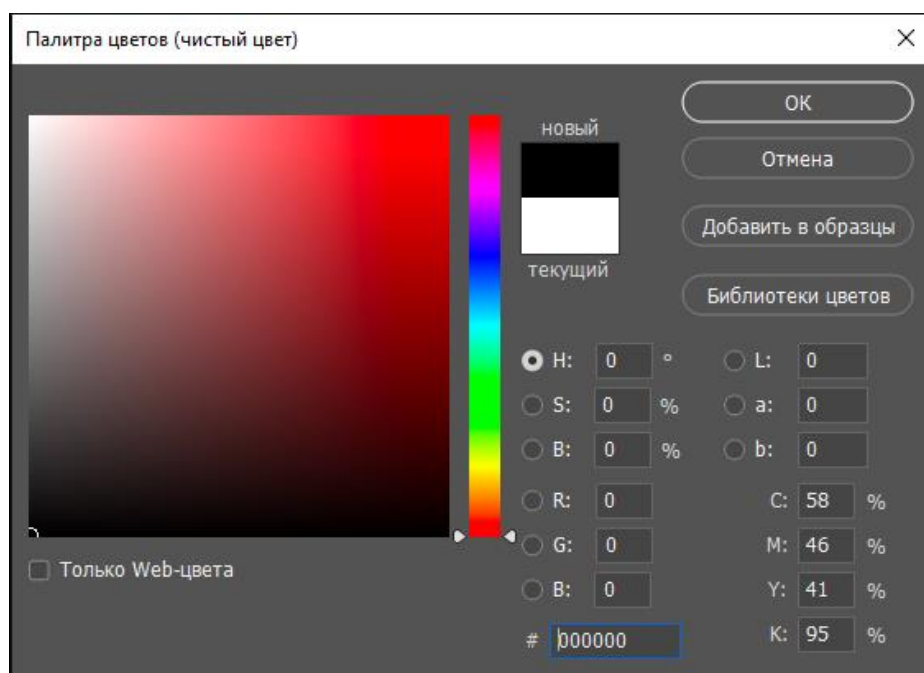 Палитра цветов (чистый цвет)
OK
новый
Отмена
Добавить в образцы
текущий
Библиотеки цветов
H: 0 ° L: 0
S: 0 % a: 0
B: 0 % b: 0
R: 0 C: 58 %
G: 0 M: 46 %
Только Web-цвета
B: 0 Y: 41 %
# 000000 K: 95 %